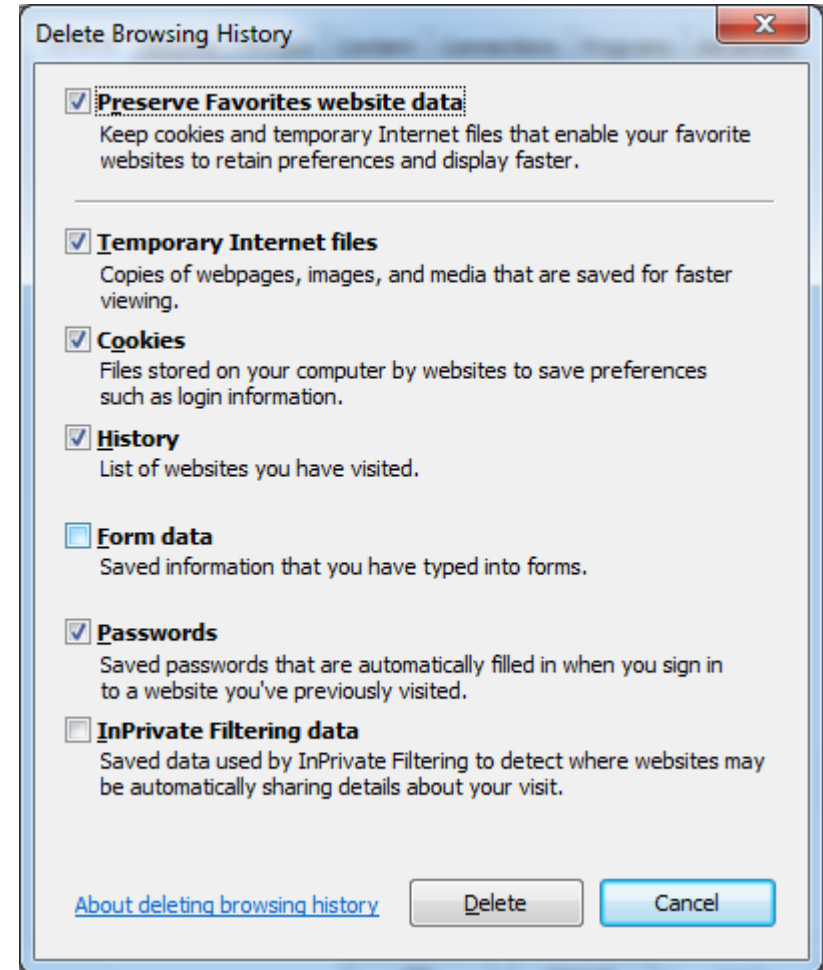 Delete Browsing History
Preserve Favorites website data
Keep cookies and temporary Internet files that enable your favorite
websites to retain preferences and display faster.
Temporary Internet files
Copies of webpages, images, and media that are saved for faster
viewing.
Cookies
Files stored on your computer by websites to save preferences
such as login information.
History
List of websites you have visited.
Form data
Saved information that you have typed into forms.
Passwords
Saved passwords that are automatically filled in when you sign in
to a website you've previously visited.
InPrivate Filtering data
Saved data used by InPrivate Filtering to detect where websites may
be automatically sharing details about your visit.
About deleting browsing history Delete Cancel